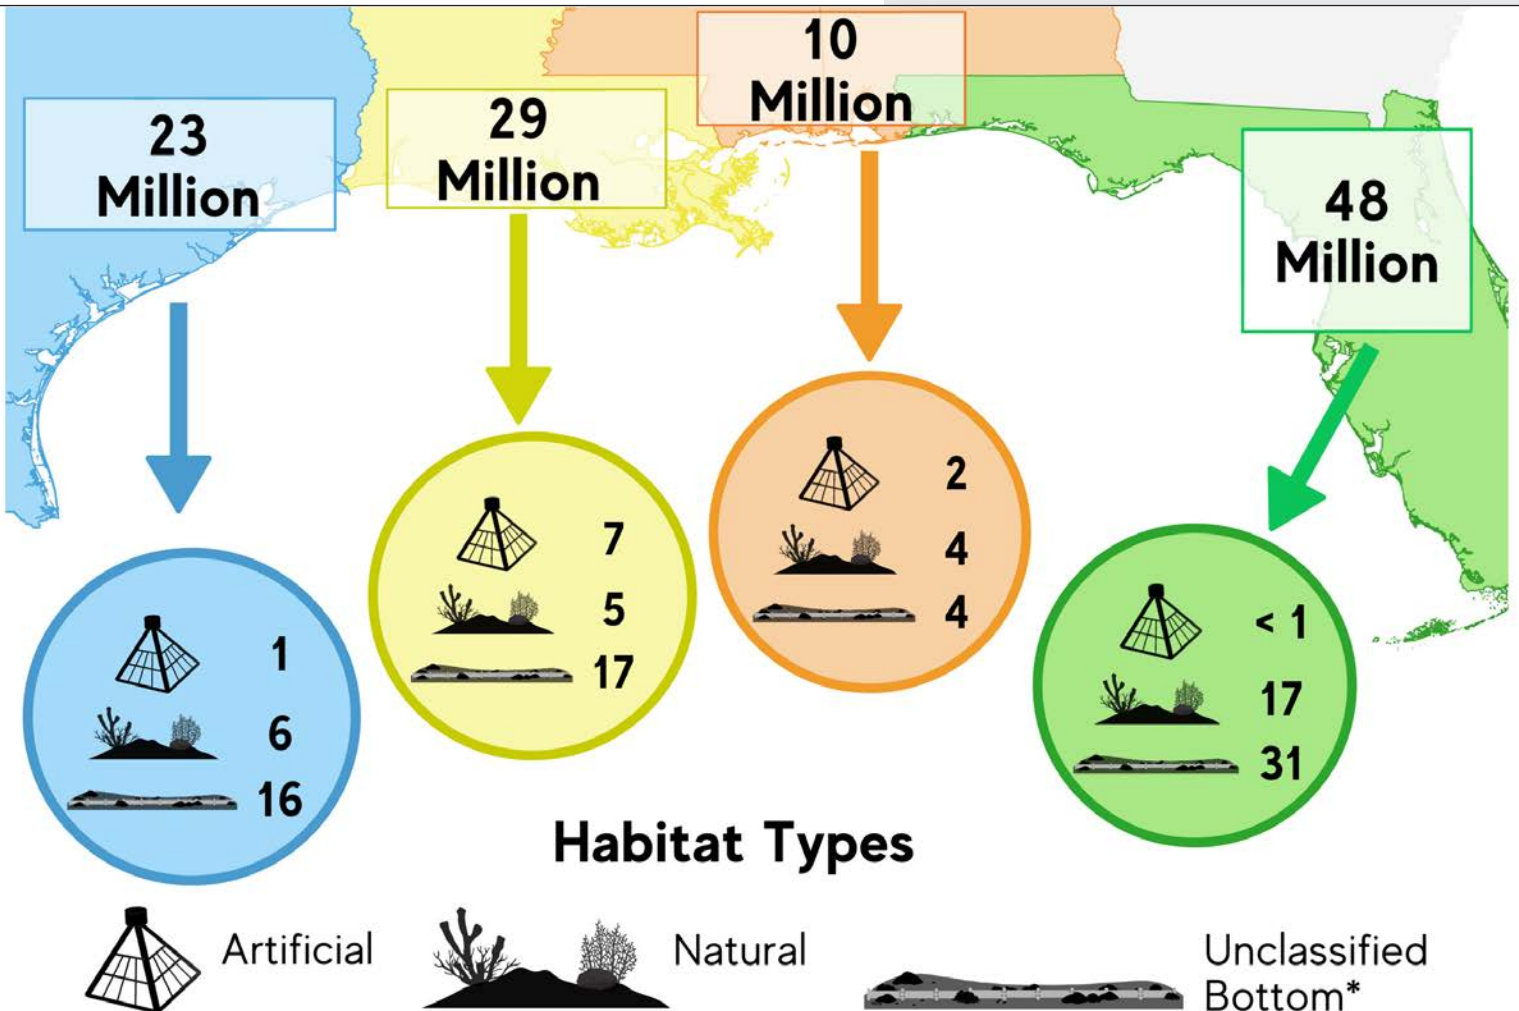 23
Million
29
Million
10
Million
48
Million
1
6
16
7
5
17
2
4
4
< 1
17
31
Habitat Types
Artificial
Natural
Unclassified
Bottom*